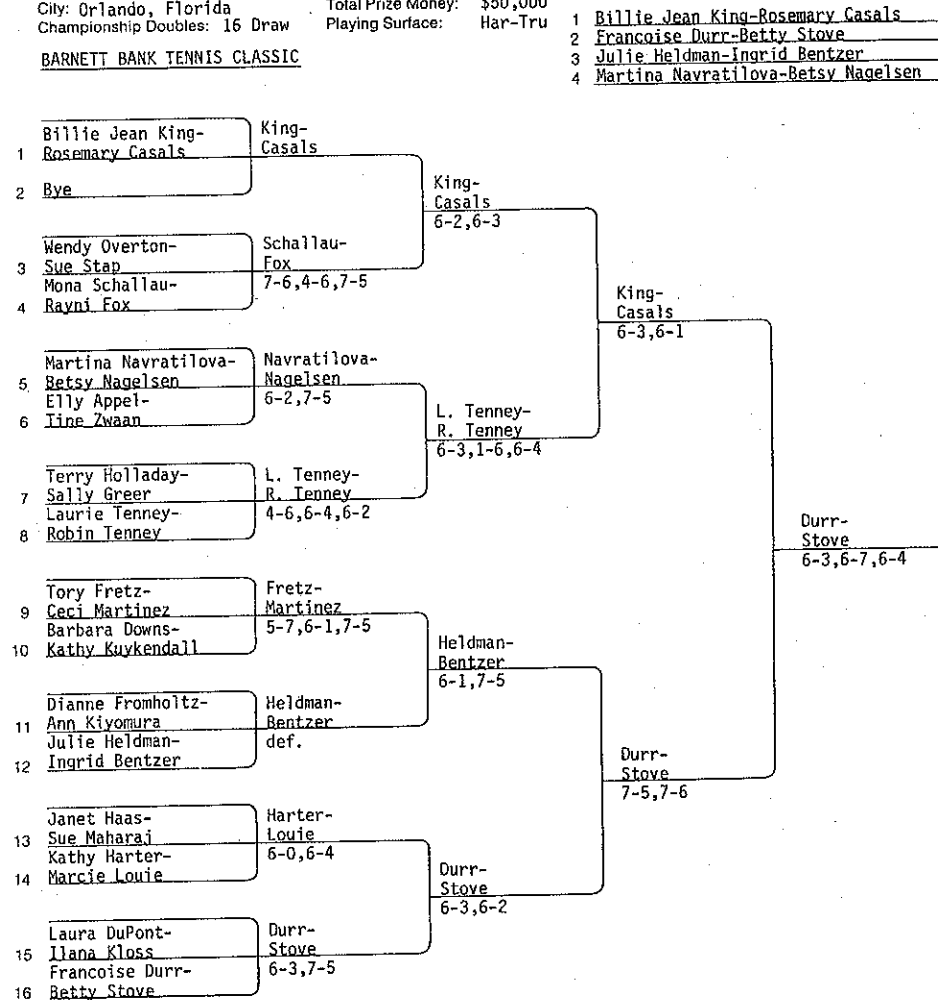 City: Orlando, Florida
Championship Doubles: 16 Draw
BARNETT BANK TENNIS CLASSIC
Total Prize Money: $50,000
Playing Surface: Har-Tru
1 Billie Jean King-Rosemary Casals
2 Francoise Durr-Betty Stove
3 Julie Heldman-Ingrid Bentzer
4 Martina Navratilova-Betsy Nagelsen
Billie Jean King-
1 Rosemary Casals
2 Bye
Wendy Overton-
3 Sue Stap
Mona Schallau-
4 Rayni Fox
Martina Navratilova-
5 Betsy Nagelsen
Elly Appel-
6 Tine Zwaan
Terry Holladay-
7 Sally Greer
Laurie Tenney-
8 Robin Tenney
Tory Fretz-
9 Ceci Martinez
Barbara Downs-
10 Kathy Kuykendall
Dianne Fromholtz-
11 Ann Kiyomura
Julie Heldman-
12 Ingrid Bentzer
Janet Haas-
13 Sue Maharaj
Kathy Harter-
14 Marcie Louie
Laura DuPont-
15 Ilana Kloss
Francoise Durr-
16 Betty Stove
King-
Casals
Schallau-
Fox
7-6,4-6,7-5
Navratilova-
Nagelsen
6-2,7-5
L. Tenney-
R. Tenney
4-6,6-4,6-2
Fretz-
Martinez
5-7,6-1,7-5
Heldman-
Bentzer
def.
Harter-
Louie
6-0,6-4
Durr-
Stove
6-3,7-5
King-
Casals
6-2,6-3
L. Tenney-
R. Tenney
6-3,1-6,6-4
Heldman-
Bentzer
6-1,7-5
Durr-
Stove
6-3,6-2
King-
Casals
6-3,6-1
Durr-
Stove
7-5,7-6
Durr-
Stove
6-3,6-7,6-4